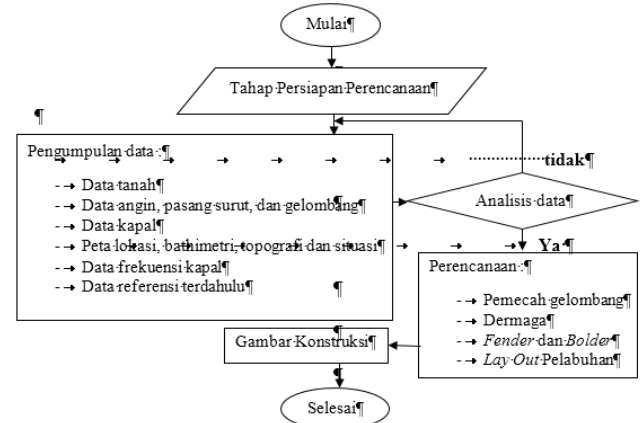 Mulai
Tahap Persiapan Perencanaan
Pengumpulan data :
- Data tanah
- Data angin, pasang surut, dan gelombang
- Data kapal
- Peta lokasi, bathimetri, topografi dan situasi
- Data frekuensi kapal
- Data referensi terdahulu
tidak
Analisis data
Ya
Perencanaan :
- Pemecah gelombang
- Dermaga
- Fender dan Bolder
- Lay Out Pelabuhan
Gambar Konstruksi
Selesai